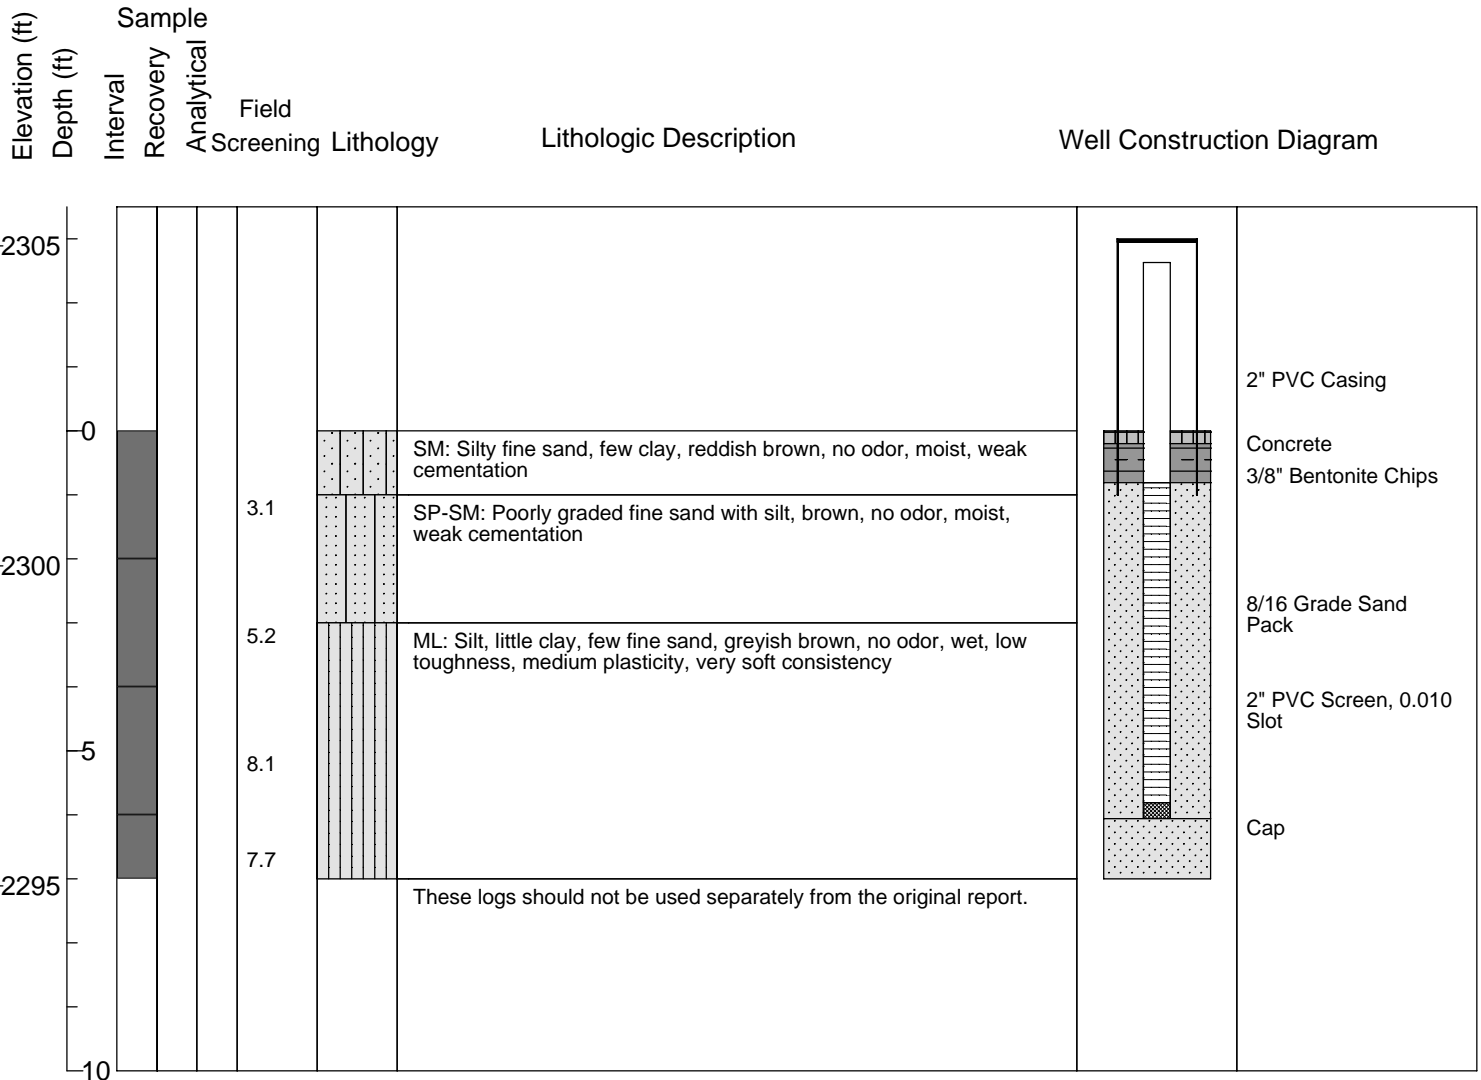 Elevation (ft)
Depth (ft)
Sample
Interval
Recovery
Analytical
Field
Screening
Lithology
Lithologic Description
Well Construction Diagram
2305
2" PVC Casing
0
SM: Silty fine sand, few clay, reddish brown, no odor, moist, weak
cementation
Concrete
3/8" Bentonite Chips
3.1
SP-SM: Poorly graded fine sand with silt, brown, no odor, moist,
weak cementation
2300
8/16 Grade Sand
Pack
5.2
ML: Silt, little clay, few fine sand, greyish brown, no odor, wet, low
toughness, medium plasticity, very soft consistency
2" PVC Screen, 0.010
Slot
5
8.1
Cap
7.7
2295
These logs should not be used separately from the original report.
10